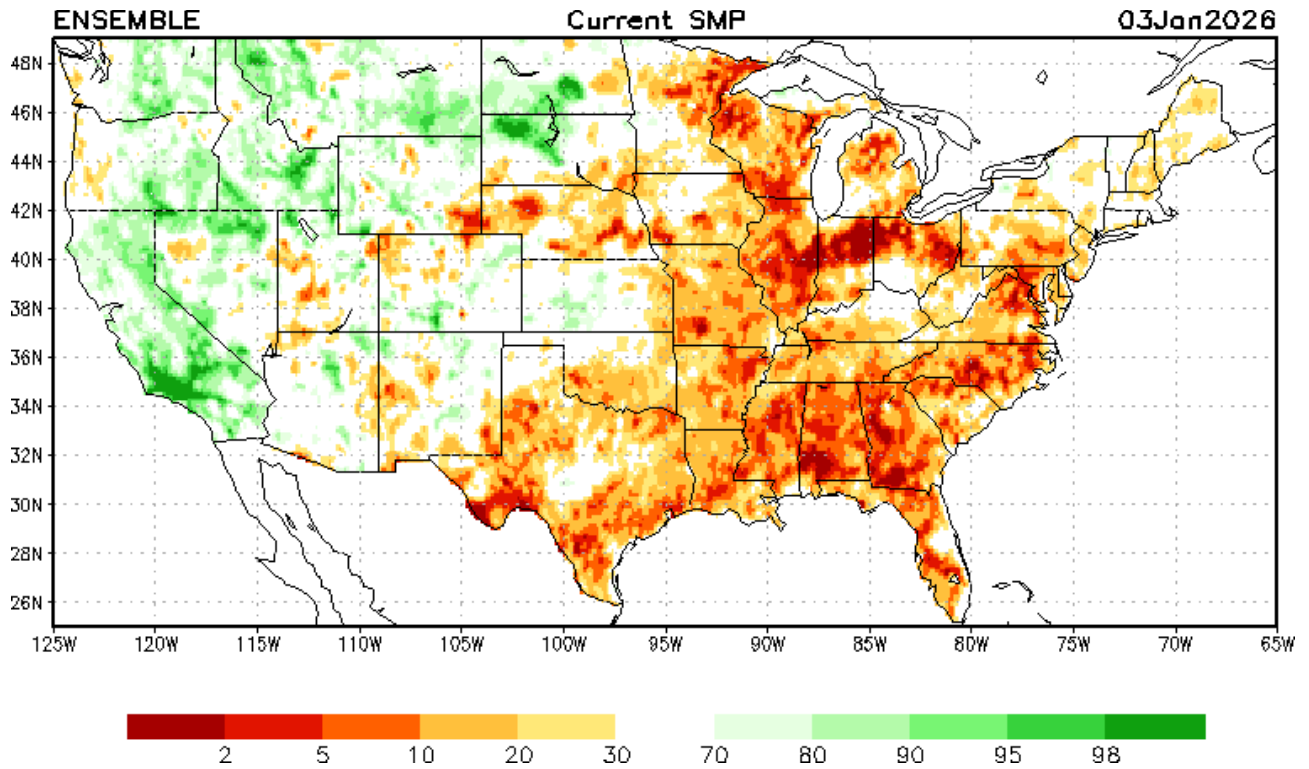 ENSEMBLE Current SMP 03Jan2026
48N
46N
44N
42N
40N
38N
36N
34N
32N
30N
28N
26N
125W 120W 115W 110W 105W 100W 95W 90W 85W 80W 75W 70W 65W
2 5 10 20 30 70 80 90 95 98